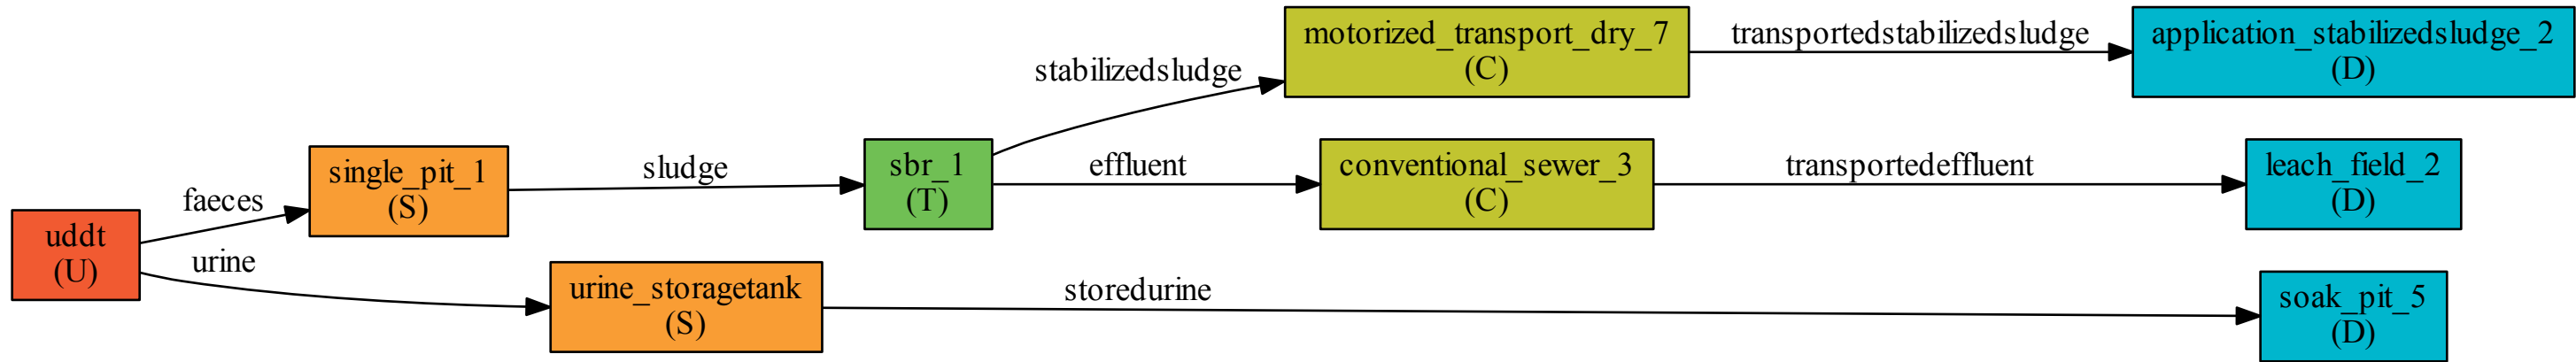 uddt
(U)
faeces
urine
single_pit_1
(S)
urine_storagetank
(S)
sludge
storedurine
sbr_1
(T)
stabilizedsludge
effluent
motorized_transport_dry_7
(C)
conventional_sewer_3
(C)
transportedstabilizedsludge
transportedeffluent
application_stabilizedsludge_2
(D)
leach_field_2
(D)
soak_pit_5
(D)